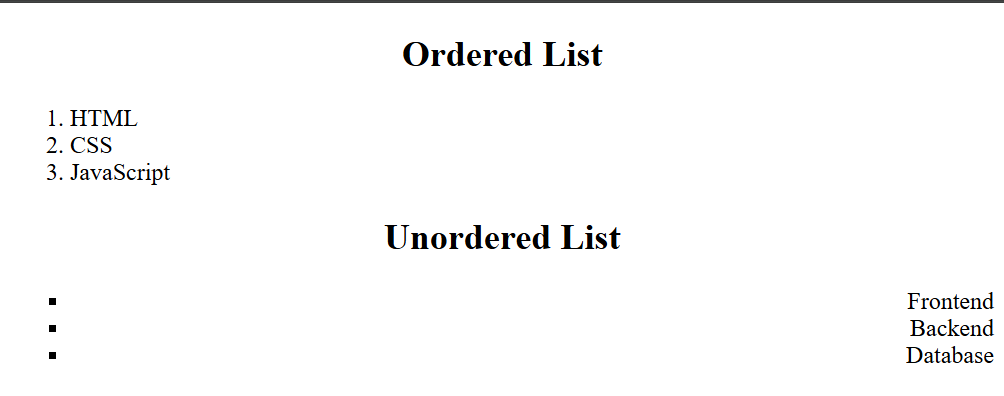 Ordered List
1. HTML
2. CSS
3. JavaScript
Unordered List
▪ Frontend
▪ Backend
▪ Database